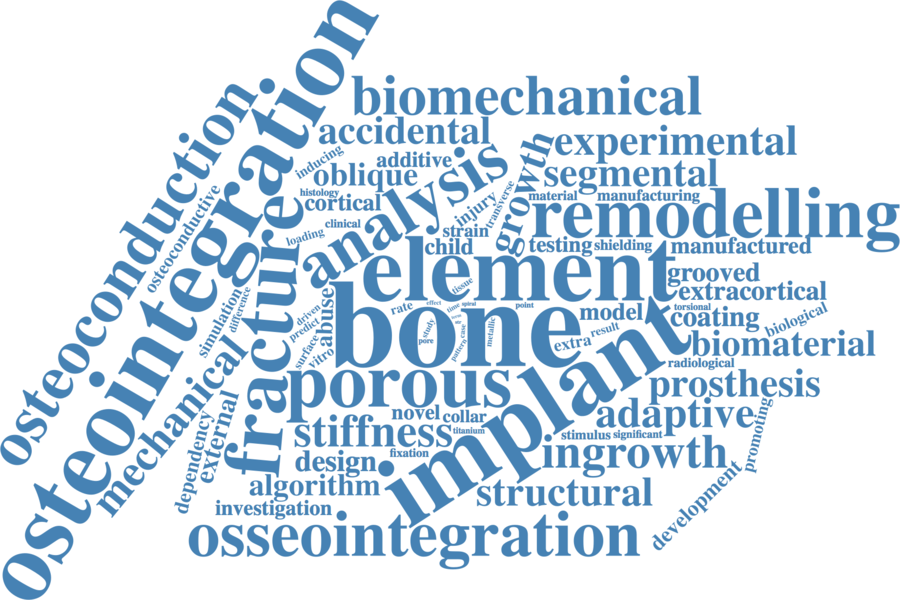 osteointegration
osteoconduction
biomechanical
accidental
experimental
inducing
additive
oblique
segmental
analysis
growth
histology
cortical
osteoconductive
material
manufacturing
transverse
injury
remodelling
clinical
strain
loading
child
testing
shielding
manufactured
fracture
element
grooved
tissue
extracortical
simulation
difference
abuse
driven
predict
rate
effect
time
spiral
point
model
torsional
coating
biological
bone
study
pore
case
pattern
metallic
extra
result
biomaterial
surface
vitro
radiological
mechanical
porous
implant
prosthesis
external
dependency
novel
collar
adaptive
promoting
stiffness
titanium
stimulus
significant
fixation
ingrowth
design
algorithm
structural
development
investigation
osseointegration